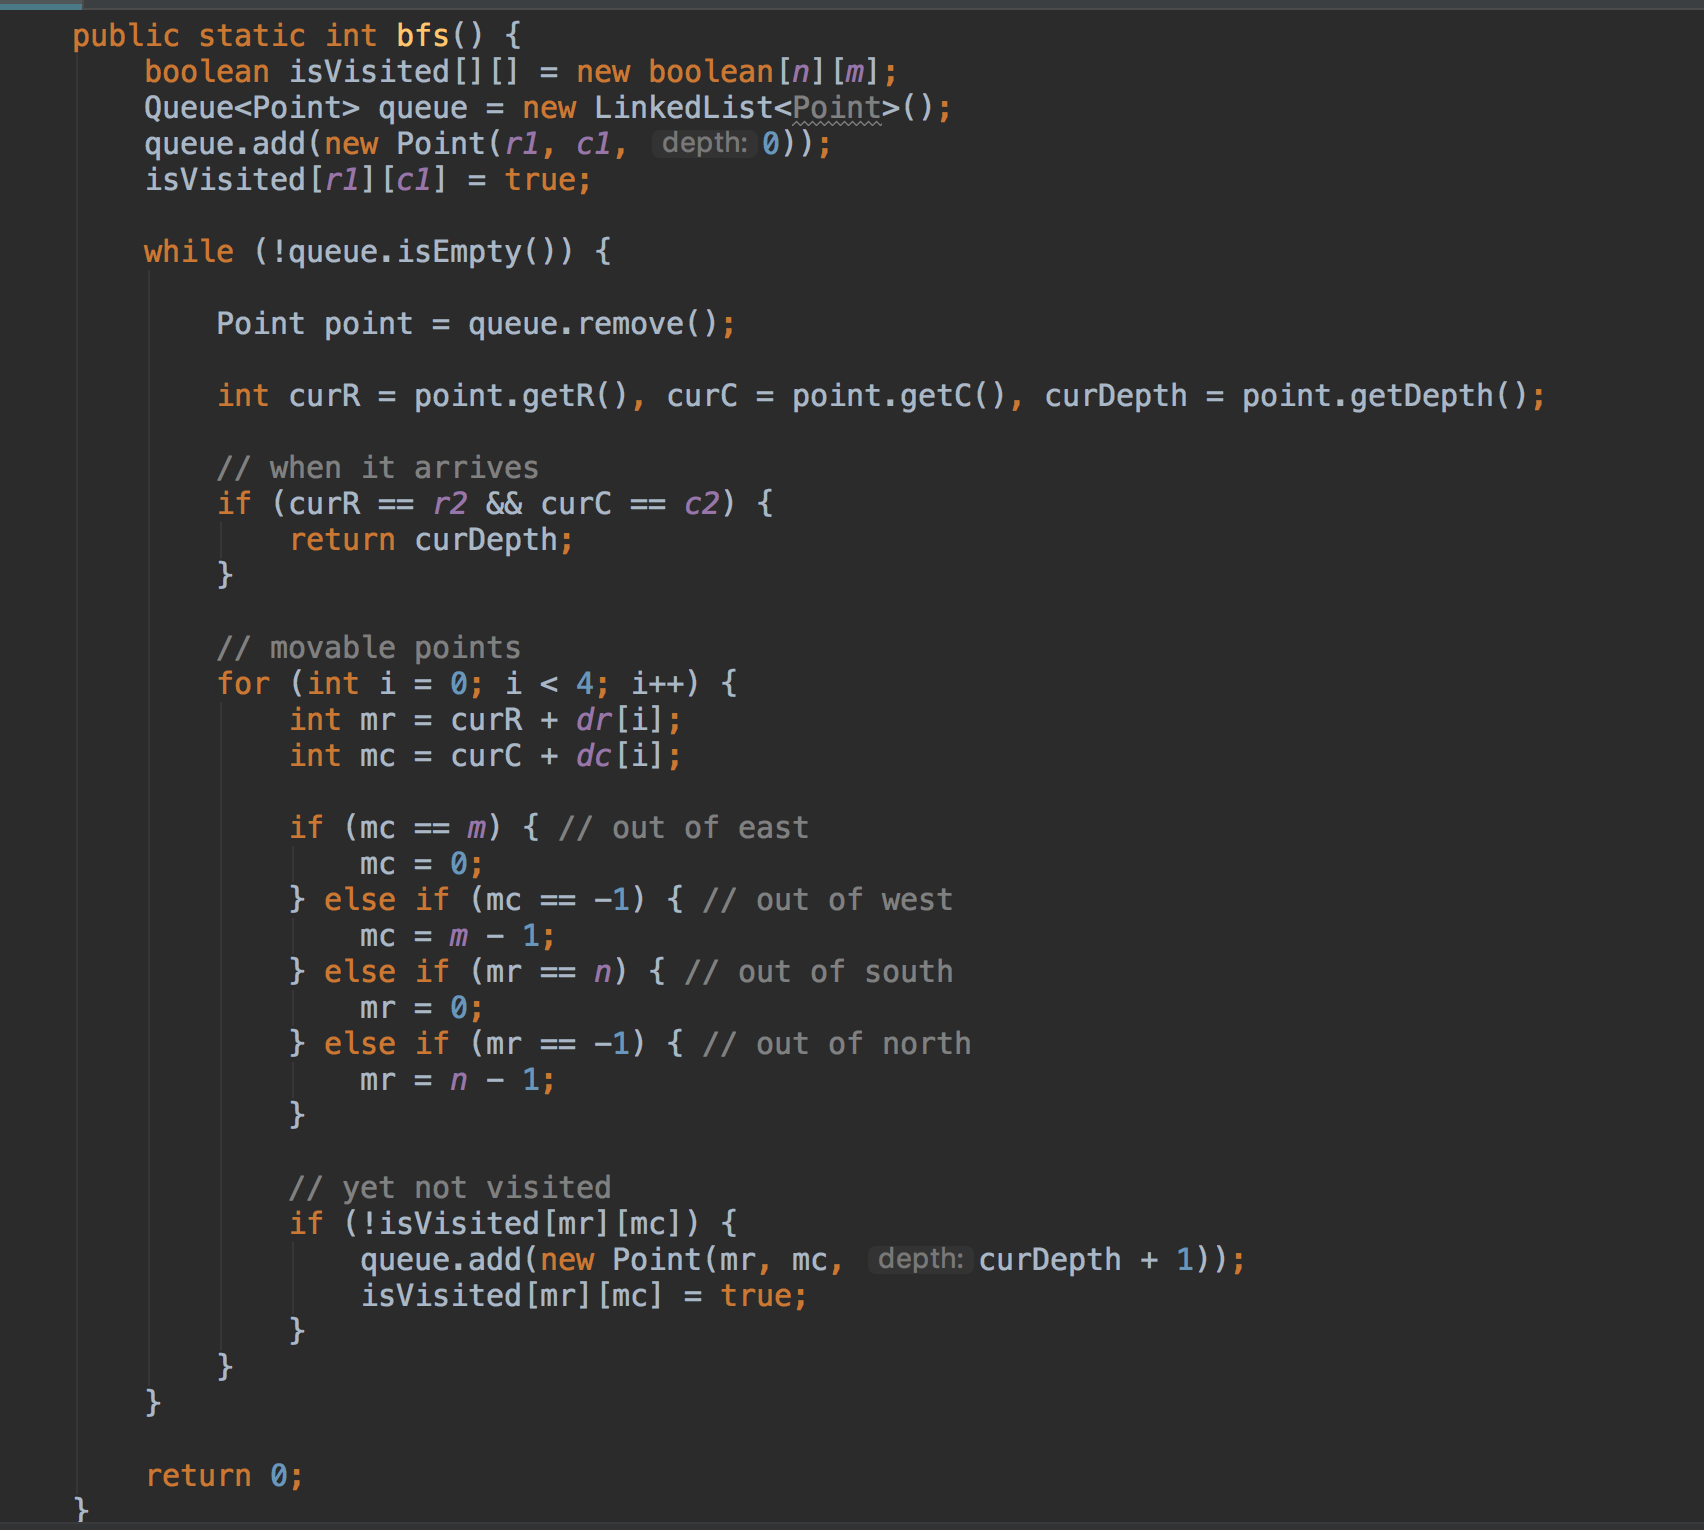 public static int bfs() {
    boolean isVisited[][] = new boolean[n][m];
    Queue<Point> queue = new LinkedList<Point>();
    queue.add(new Point(r1, c1, depth: 0));
    isVisited[r1][c1] = true;

    while (!queue.isEmpty()) {

        Point point = queue.remove();

        int curR = point.getR(), curC = point.getC(), curDepth = point.getDepth();

        // when it arrives
        if (curR == r2 && curC == c2) {
            return curDepth;
        }

        // movable points
        for (int i = 0; i < 4; i++) {
            int mr = curR + dr[i];
            int mc = curC + dc[i];

            if (mc == m) { // out of east
                mc = 0;
            } else if (mc == -1) { // out of west
                mc = m - 1;
            } else if (mr == n) { // out of south
                mr = 0;
            } else if (mr == -1) { // out of north
                mr = n - 1;
            }

            // yet not visited
            if (!isVisited[mr][mc]) {
                queue.add(new Point(mr, mc, depth: curDepth + 1));
                isVisited[mr][mc] = true;
            }
        }
    }

    return 0;
}